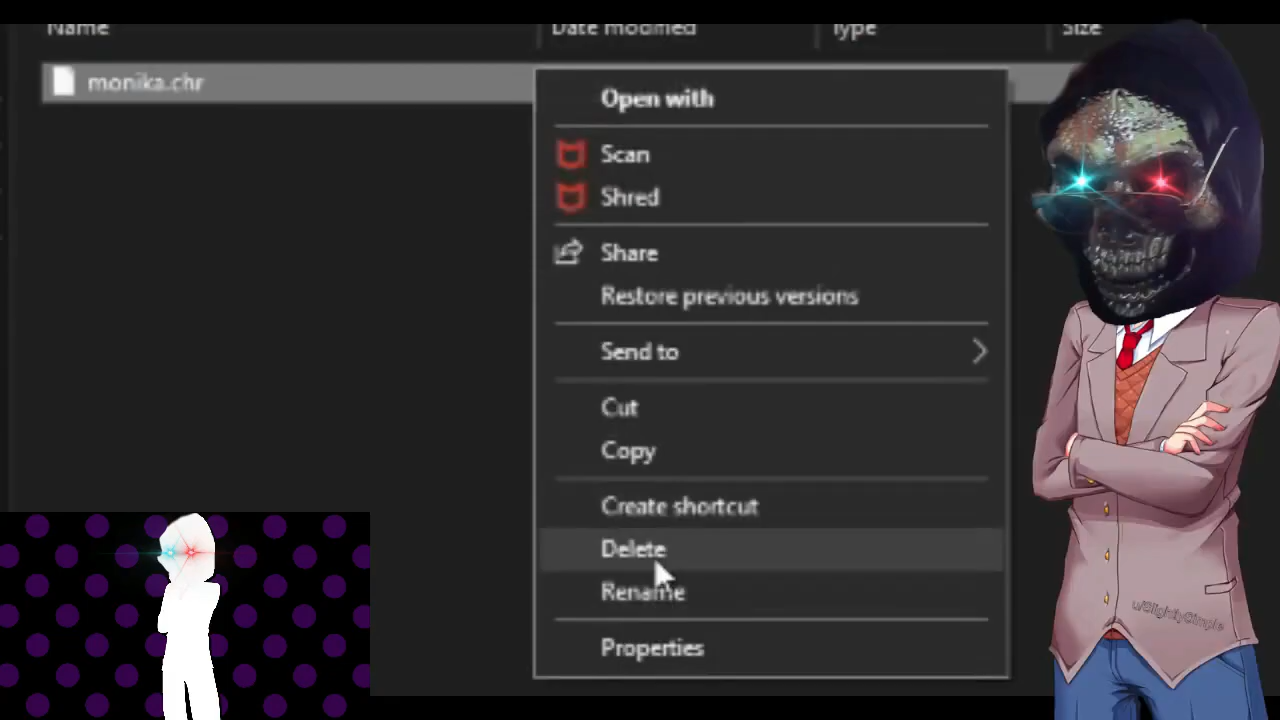 Name Date modified Type Size
monika.chr
Open with
Scan
Shred
Share
Restore previous versions
Send to
Cut
Copy
Create shortcut
Delete
Rename
Properties